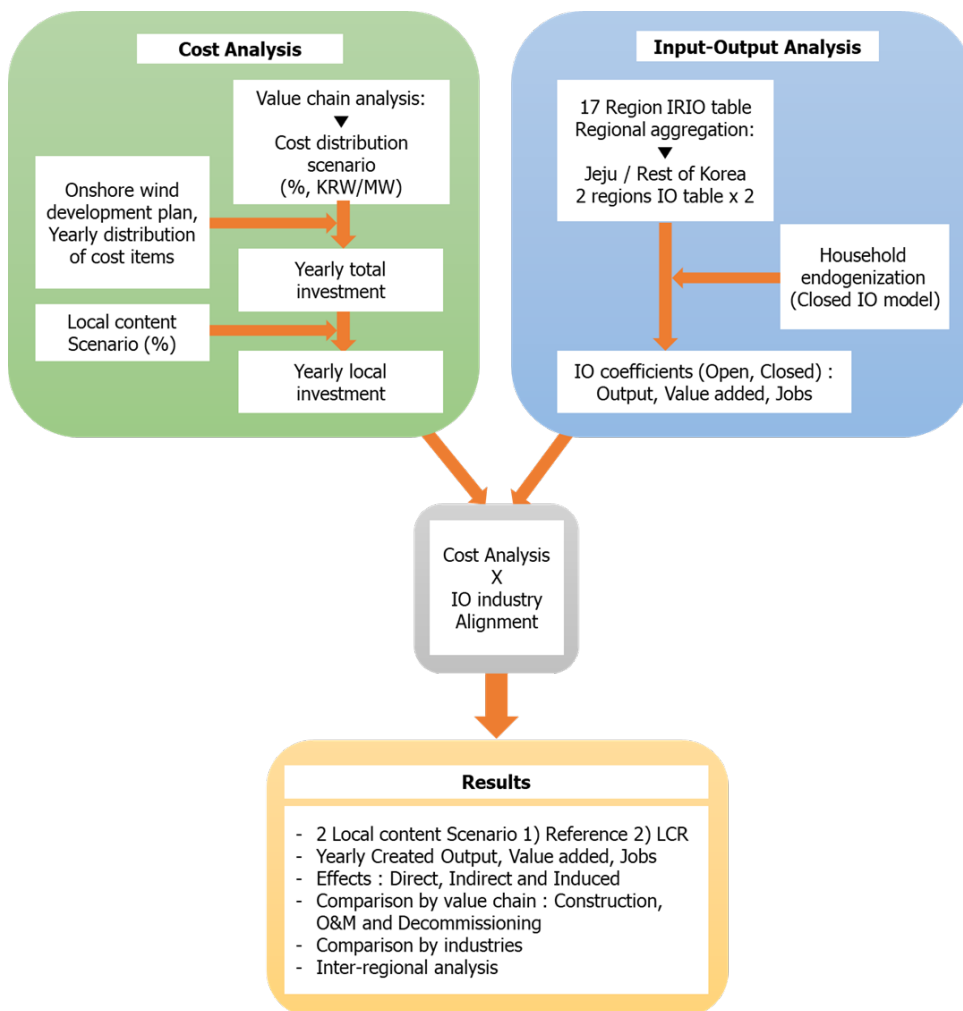 Cost Analysis
Value chain analysis:
Cost distribution
scenario
(%, KRW/MW)
Onshore wind
development plan,
Yearly distribution
of cost items
Yearly total
investment
Local content
Scenario (%)
Yearly local
investment
Input-Output Analysis
17 Region IRIO table
Regional aggregation:
Jeju / Rest of Korea
2 regions IO table x 2
Household
endogenization
(Closed IO model)
IO coefficients (Open, Closed) :
Output, Value added, Jobs
Cost Analysis
X
IO industry
Alignment
Results
- 2 Local content Scenario 1) Reference 2) LCR
- Yearly Created Output, Value added, Jobs
- Effects : Direct, Indirect and Induced
- Comparison by value chain : Construction,
O&M and Decommissioning
- Comparison by industries
- Inter-regional analysis